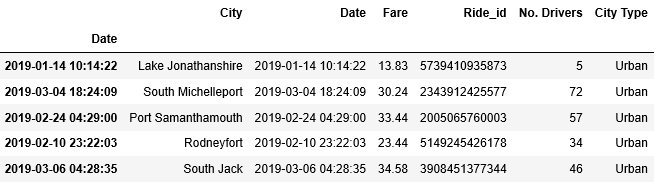 City Date Fare Ride_id No. Drivers City Type
Date
2019-01-14 10:14:22 Lake Jonathanshire 2019-01-14 10:14:22 13.83 5739410935873 5 Urban
2019-03-04 18:24:09 South Michelleport 2019-03-04 18:24:09 30.24 2343912425577 72 Urban
2019-02-24 04:29:00 Port Samanthamouth 2019-02-24 04:29:00 33.44 2005065760003 57 Urban
2019-02-10 23:22:03 Rodneyfort 2019-02-10 23:22:03 23.44 5149245426178 34 Urban
2019-03-06 04:28:35 South Jack 2019-03-06 04:28:35 34.58 3908451377344 46 Urban